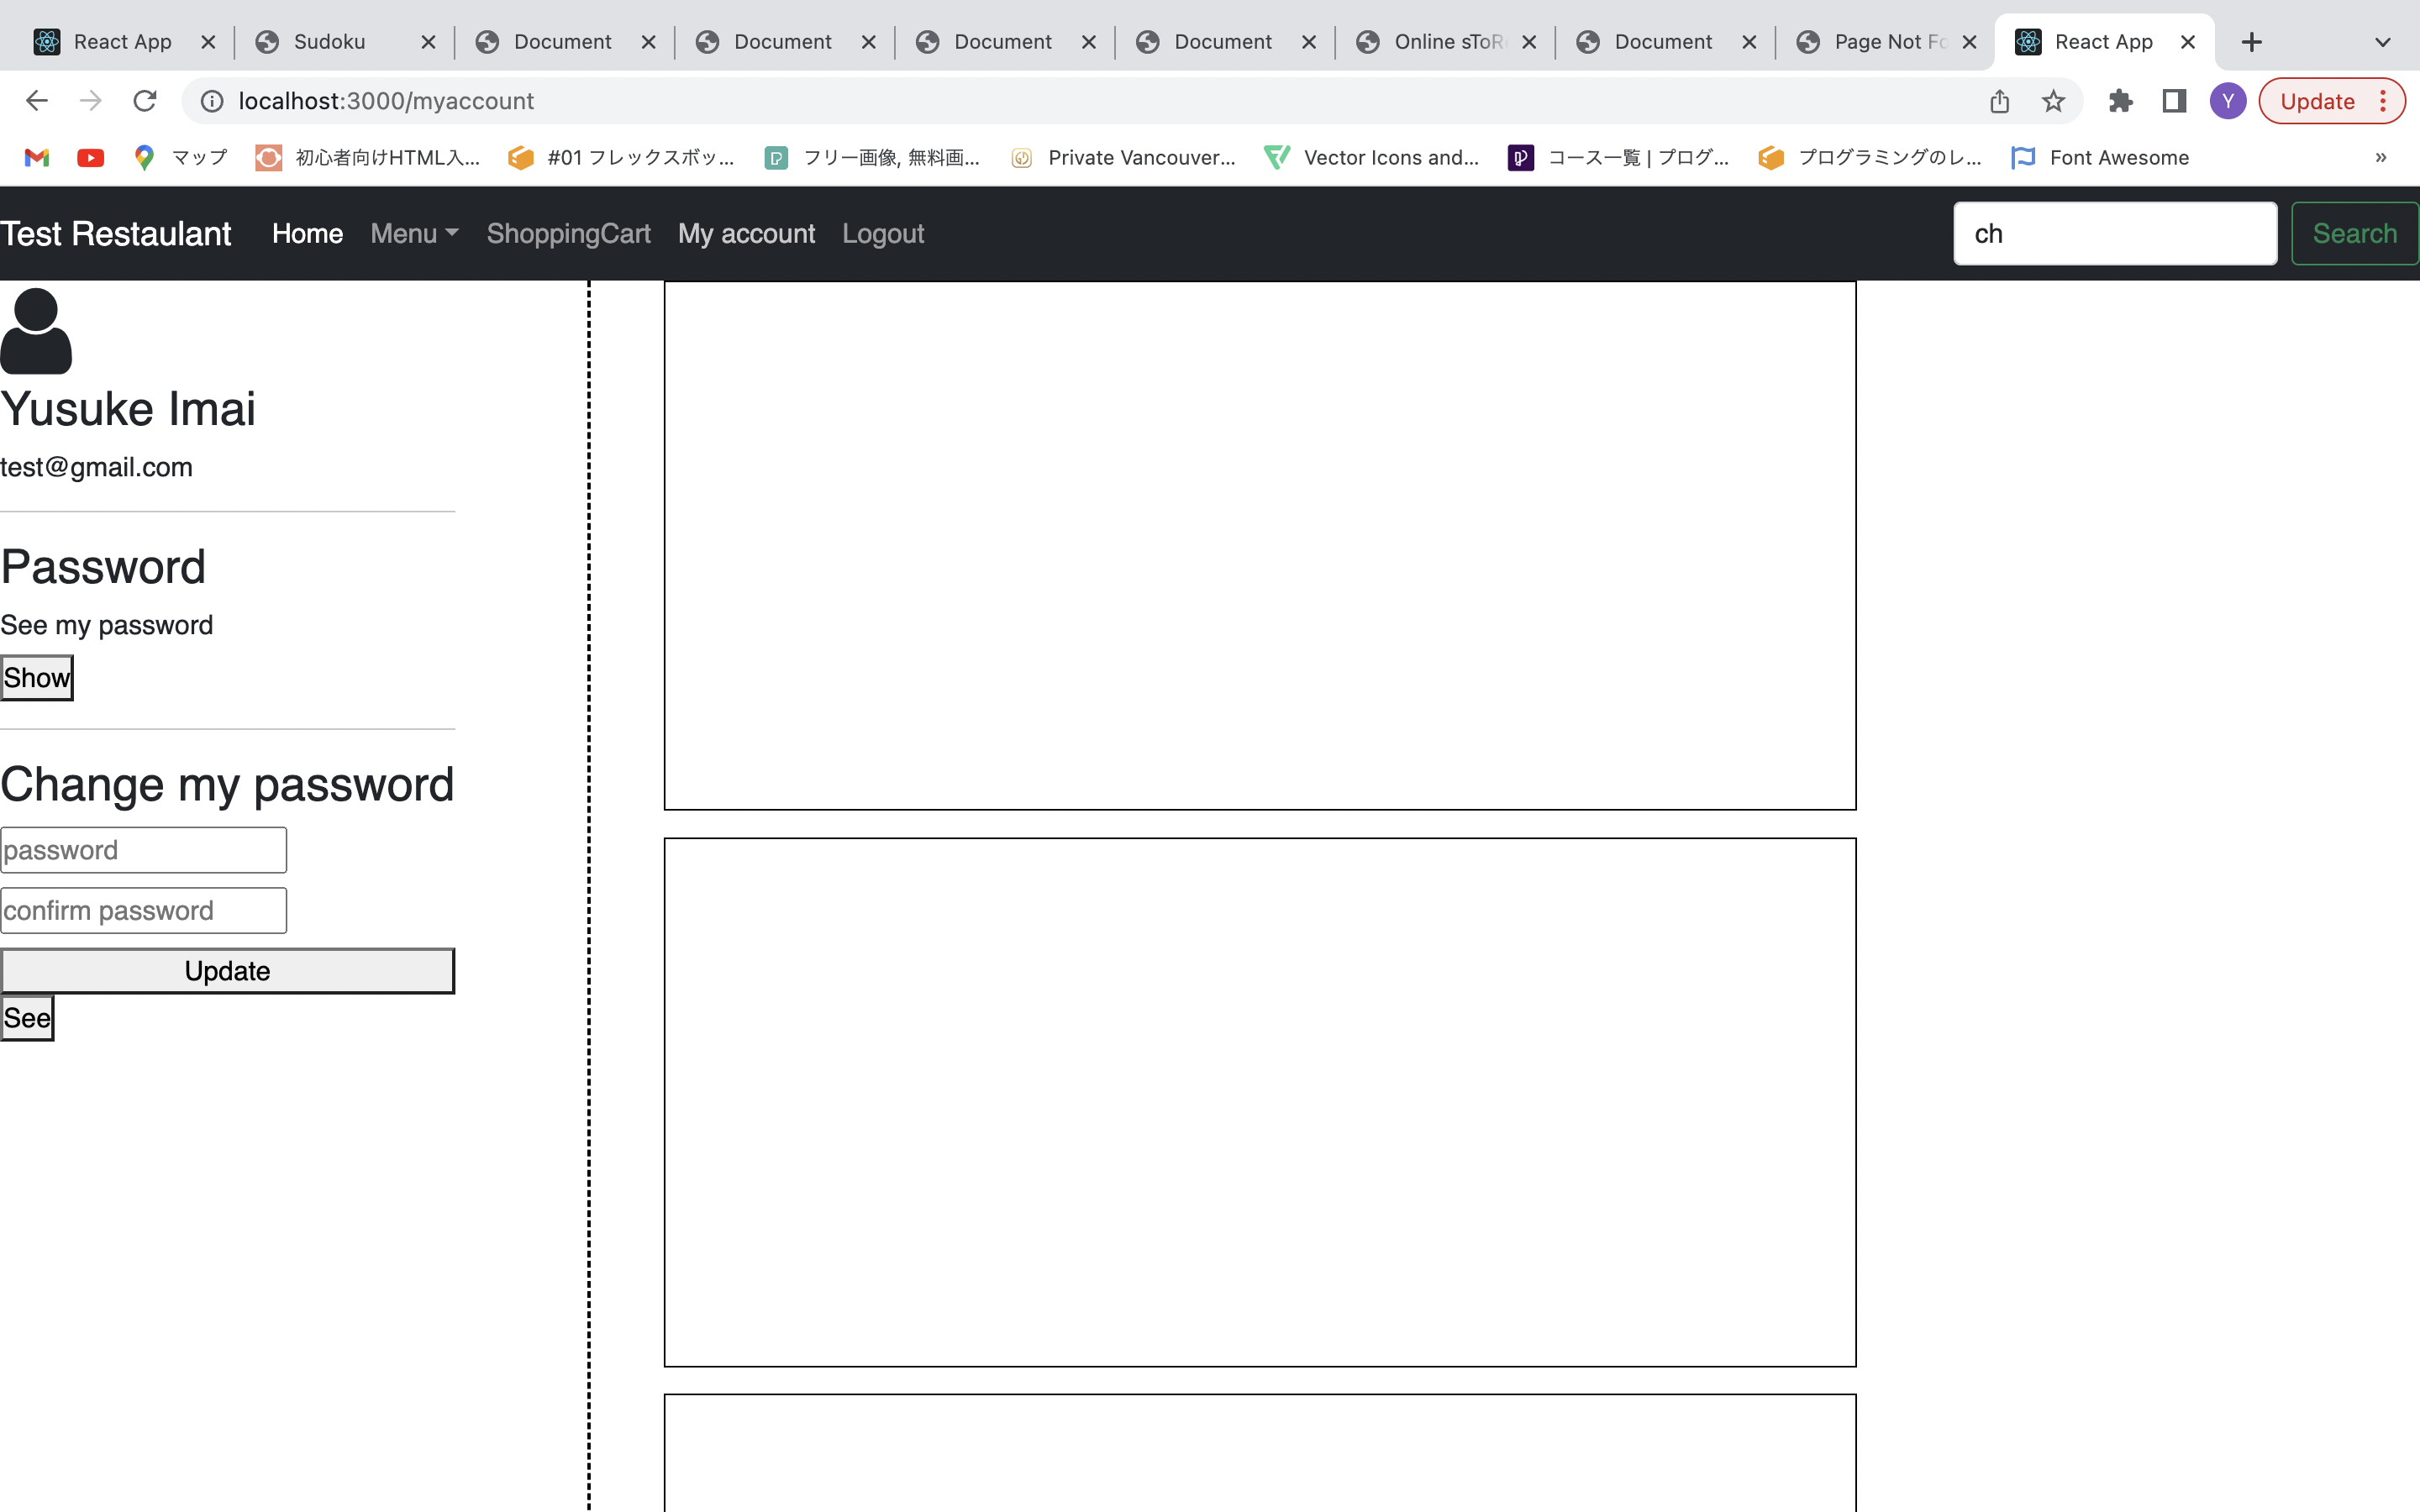 React App Sudoku Document Document Document Document Online sToR Document Page Not Fo React App
localhost:3000/myaccount Y Update
マップ 初心者向けHTML入... #01 フレックスボッ... フリー画像, 無料画... Private Vancouver... Vector Icons and... コース一覧 | プログ... プログラミングのレ... Font Awesome »
Test Restaulant Home Menu ShoppingCart My account Logout ch Search
Yusuke Imai
test@gmail.com
Password
See my password
Show
Change my password
password
confirm password
Update
See